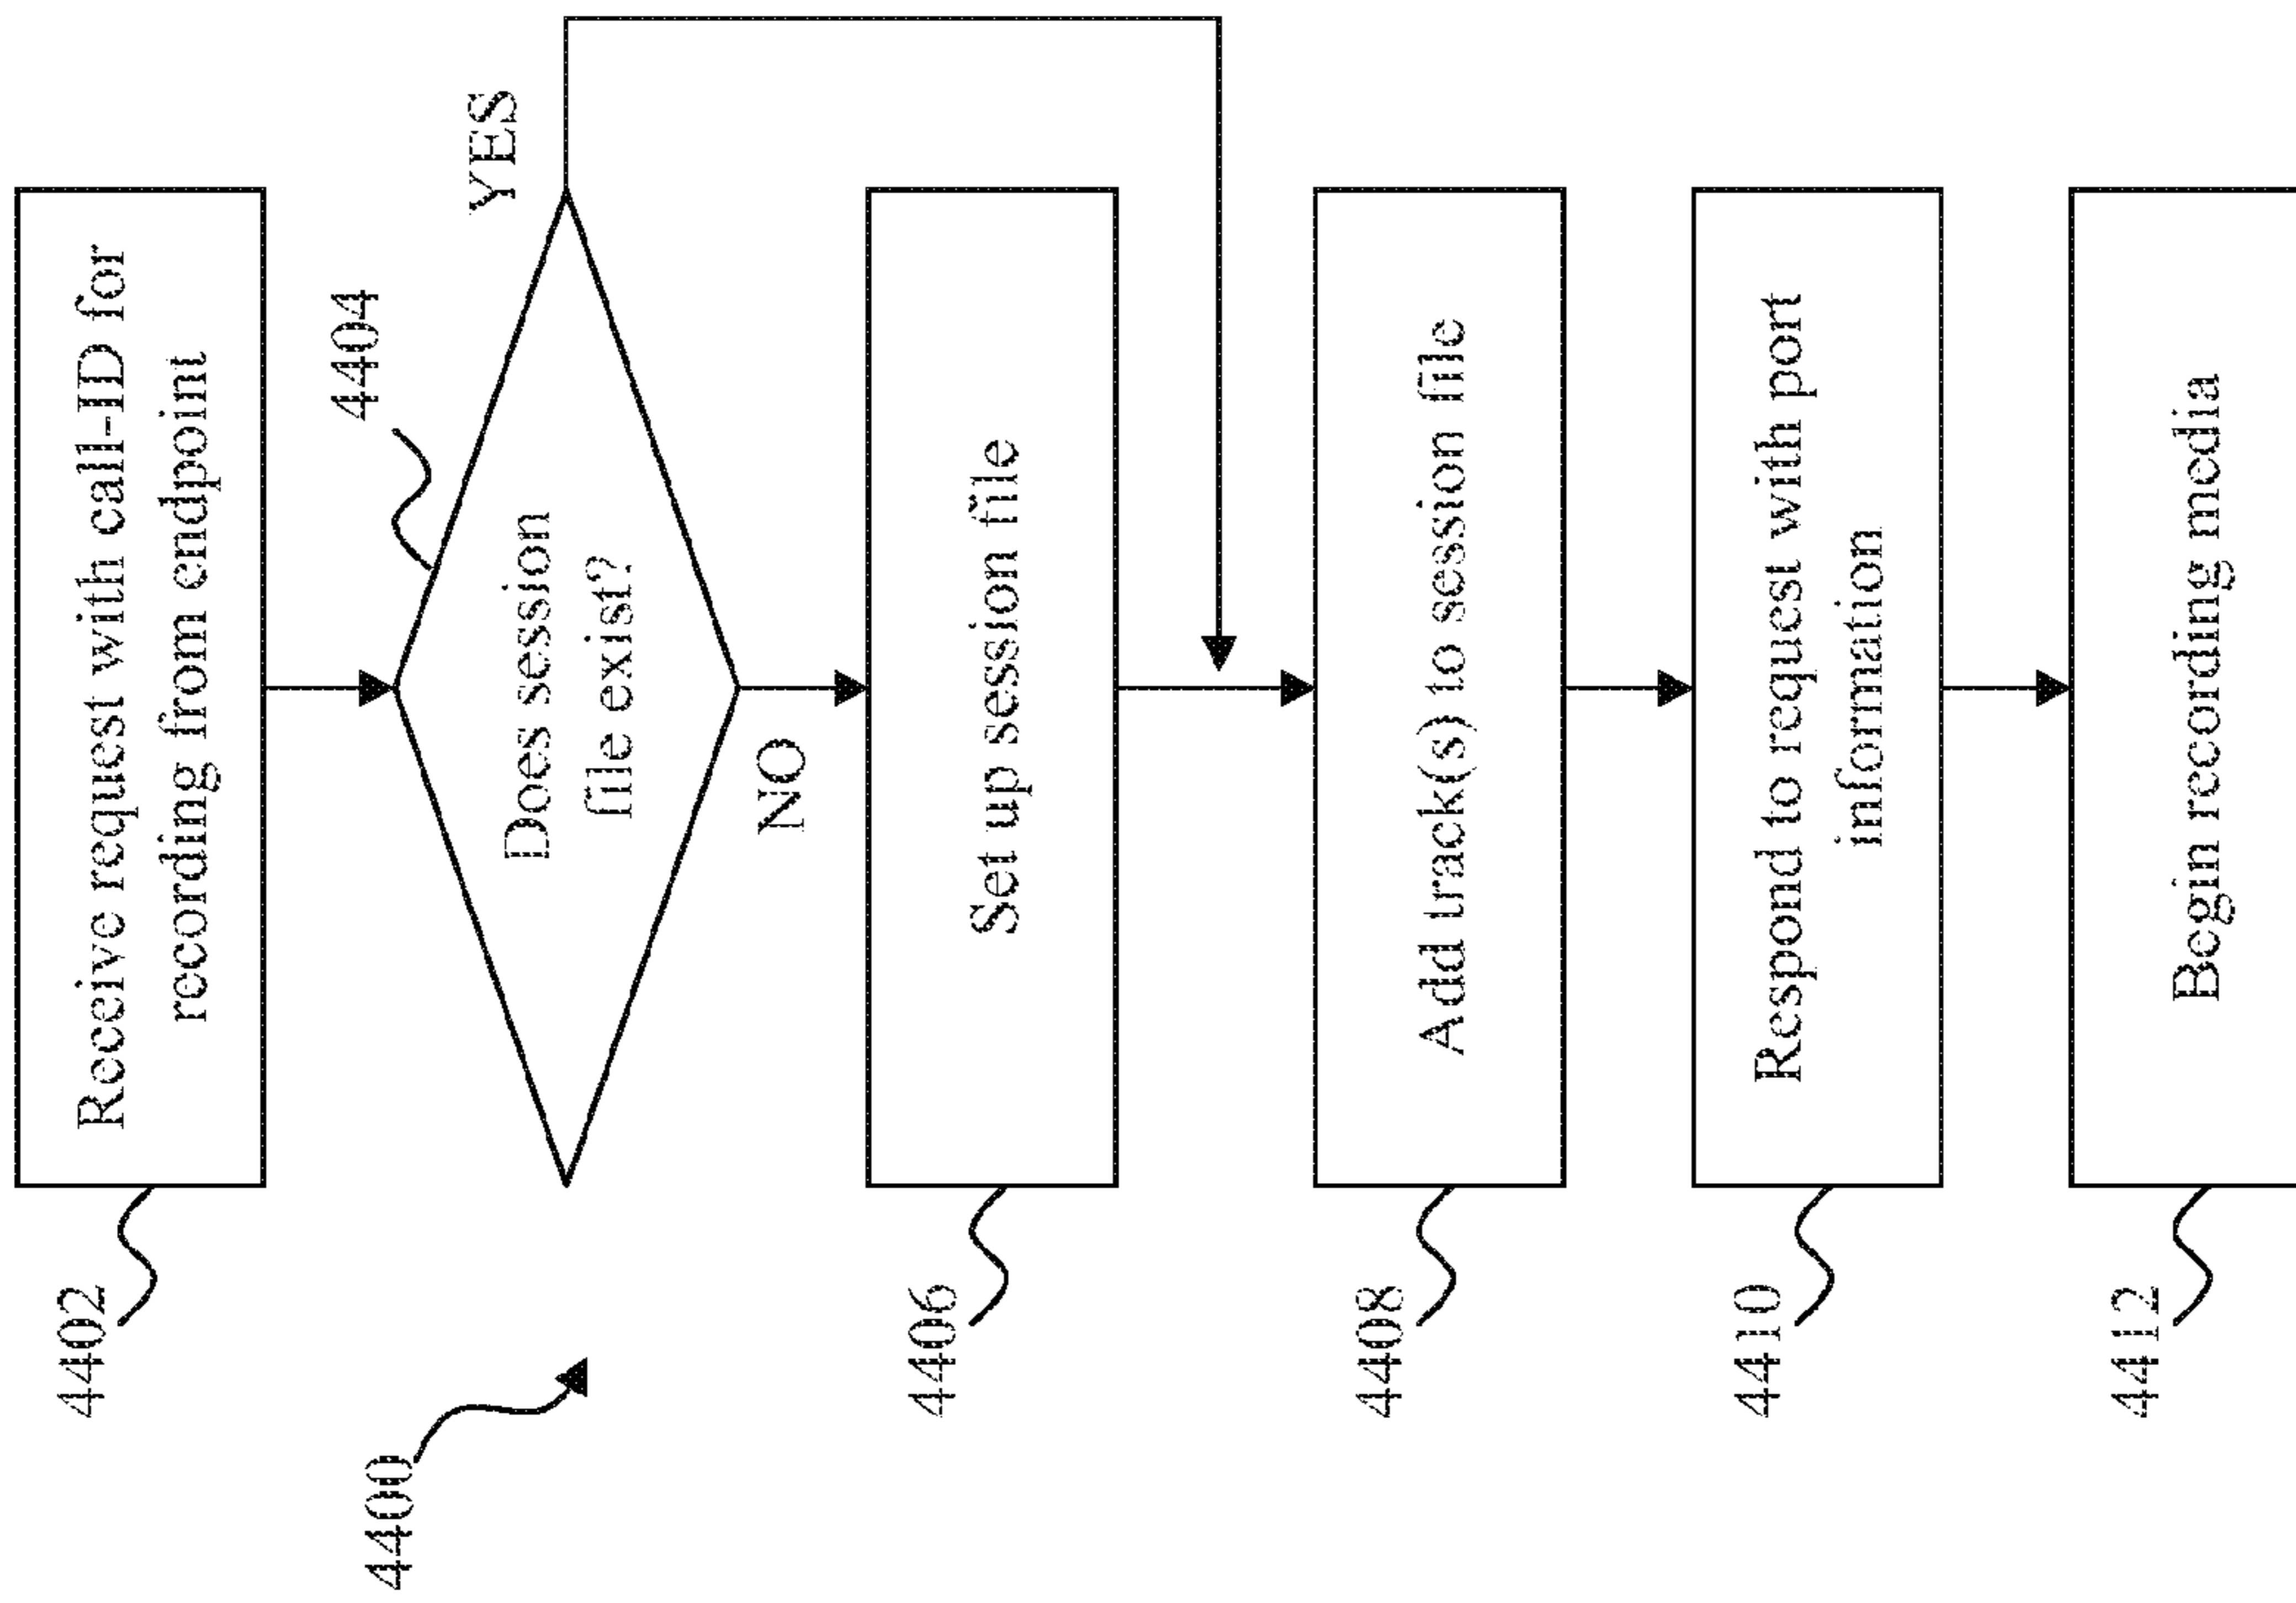 4402
Receive request with call-ID for
recording from endpoint
4400
4404
Does session
file exist?
YES
NO
4406
Set up session file
4408
Add track(s) to session file
4410
Respond to request with port
information
4412
Begin recording media